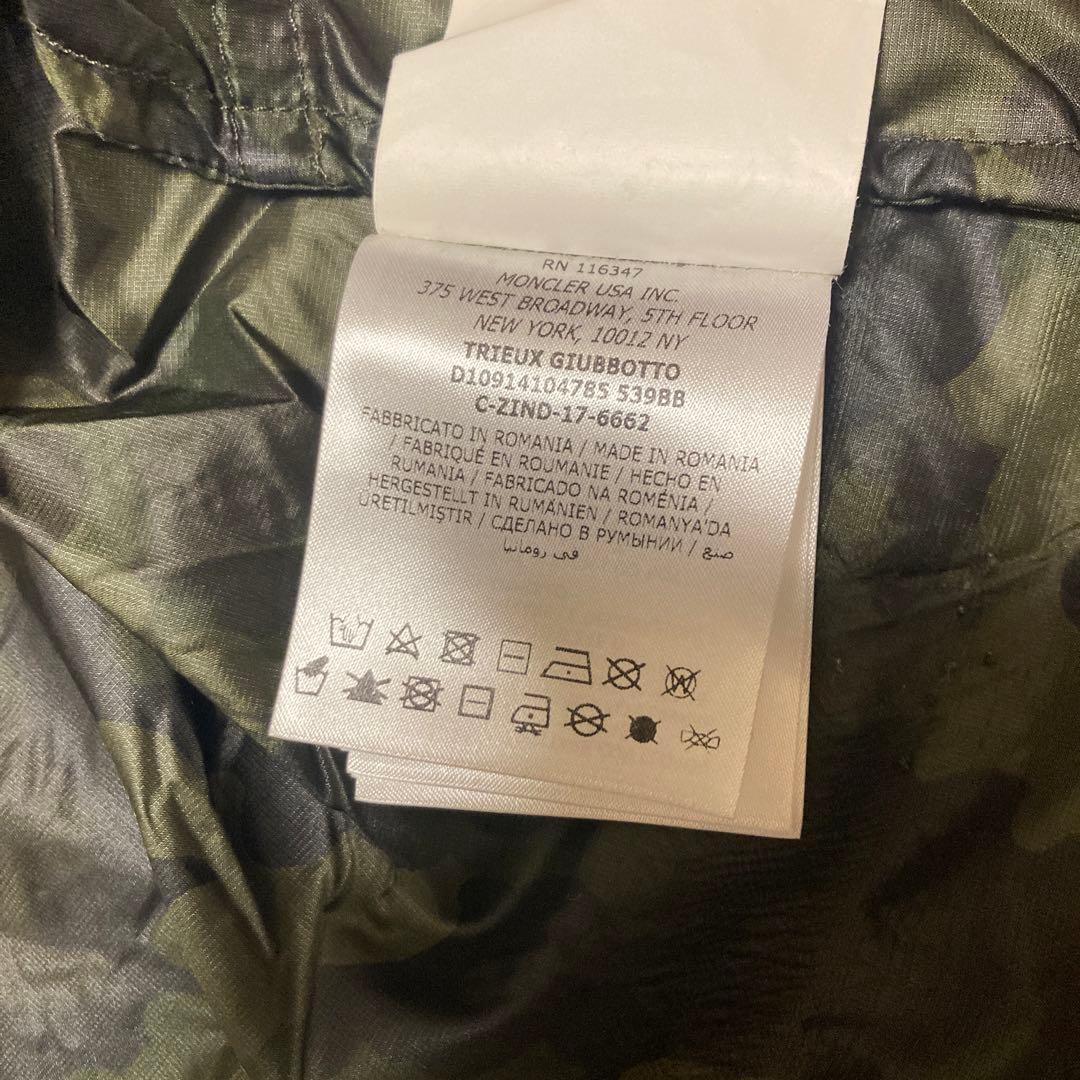 RN 116347
MONCLER USA INC.
375 WEST BROADWAY, 5TH FLOOR
NEW YORK, 10012 NY
TRIEUX GIUBBOTTO
D10914104785 539BB
C-ZIND-17-6662
FABBRICATO IN ROMANIA / MADE IN ROMANIA
/ FABRIQUÉ EN ROUMANIE / HECHO EN
RUMANIA / FABRICADO NA ROMÉNIA /
HERGESTELLT IN RUMÄNIEN / ROMANYA'DA
ÜRETILMIŞTIR / СДЕЛАНО В РУМЫНИИ / صنع
في رومانيا
W